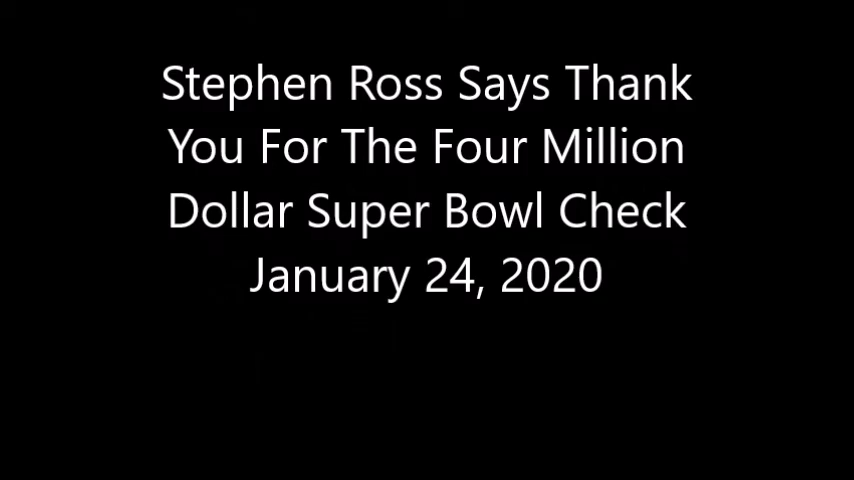 Stephen Ross Says Thank
You For The Four Million
Dollar Super Bowl Check
January 24, 2020